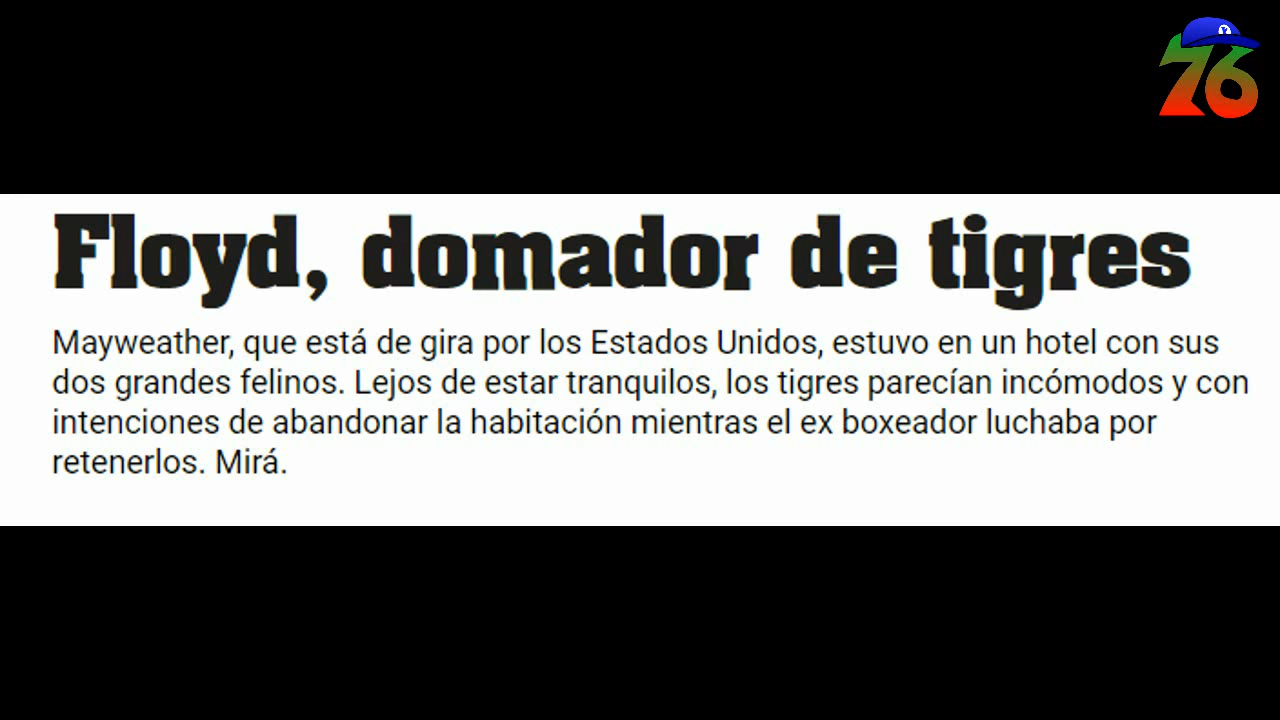 76
Floyd, domador de tigres
Mayweather, que está de gira por los Estados Unidos, estuvo en un hotel con sus
dos grandes felinos. Lejos de estar tranquilos, los tigres parecían incómodos y con
intenciones de abandonar la habitación mientras el ex boxeador luchaba por
retenerlos. Mirá.